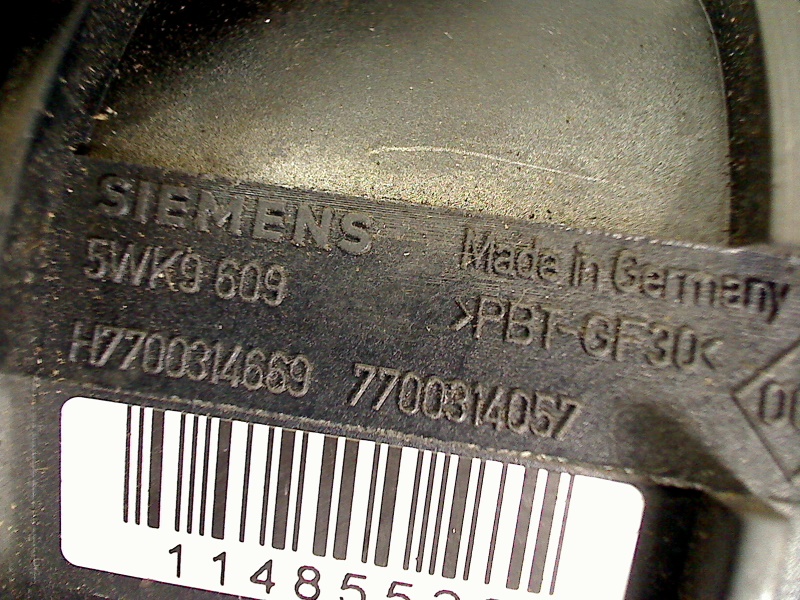 SIEMENS
5WK9 609
Made in Germany
>PBT-GF30<
H7700314669 7700314057